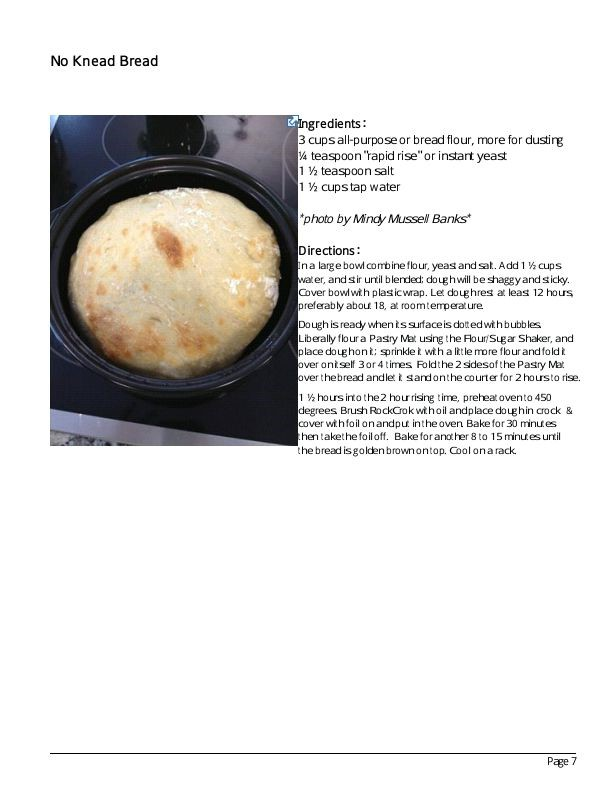 No Knead Bread
Ingredients:
3 cups all-purpose or bread flour, more for dusting
¼ teaspoon "rapid rise" or instant yeast
1 ½ teaspoon salt
1 ½ cups tap water
*photo by Mindy Mussell Banks*
Directions:
In a large bowl combine flour, yeast and salt. Add 1 ½ cups
water, and stir until blended; dough will be shaggy and sticky.
Cover bowl with plastic wrap. Let dough rest at least 12 hours,
preferably about 18, at room temperature.
Dough is ready when its surface is dotted with bubbles.
Liberally flour a Pastry Mat using the Flour/Sugar Shaker, and
place dough on it; sprinkle it with a little more flour and fold it
over on itself 3 or 4 times. Fold the 2 sides of the Pastry Mat
over the bread and let it stand on the counter for 2 hours to rise.
1 ½ hours into the 2 hour rising time, preheat oven to 450
degrees. Brush RockCrok with oil and place dough in crock &
cover with foil on and put in the oven. Bake for 30 minutes
then take the foil off. Bake for another 8 to 15 minutes until
the bread is golden brown on top. Cool on a rack.
Page 7